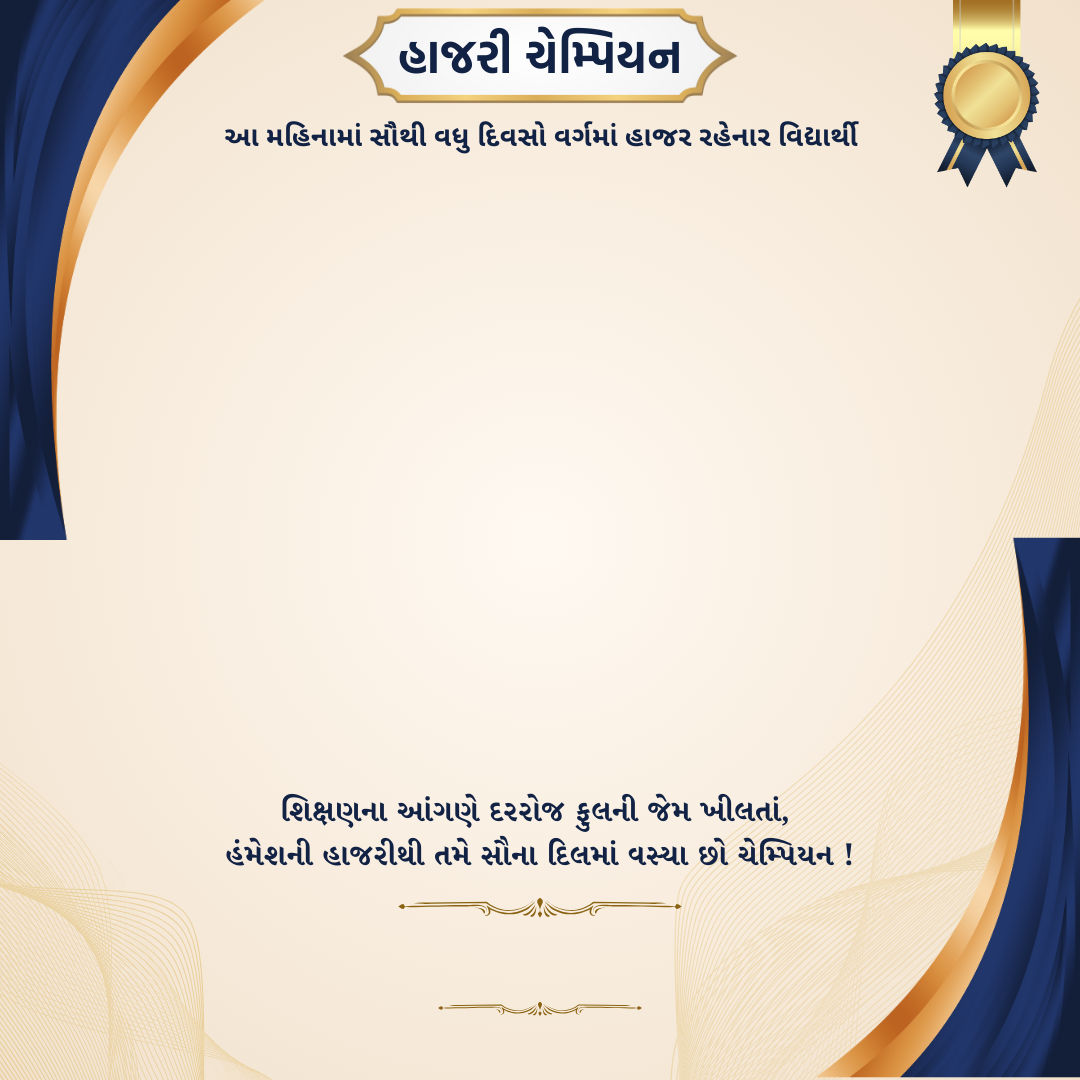 હાજરી ચેમ્પિયન
આ મહિનામાં સૌથી વધુ દિવસો વર્ગમાં હાજર રહેનાર વિદ્યાર્થી
શિક્ષણના આંગણે દરરોજ ફુલની જેમ ખીલતાં,
હંમેશની હાજરીથી તમે સૌના દિલમાં વસ્યા છો ચેમ્પિયન !